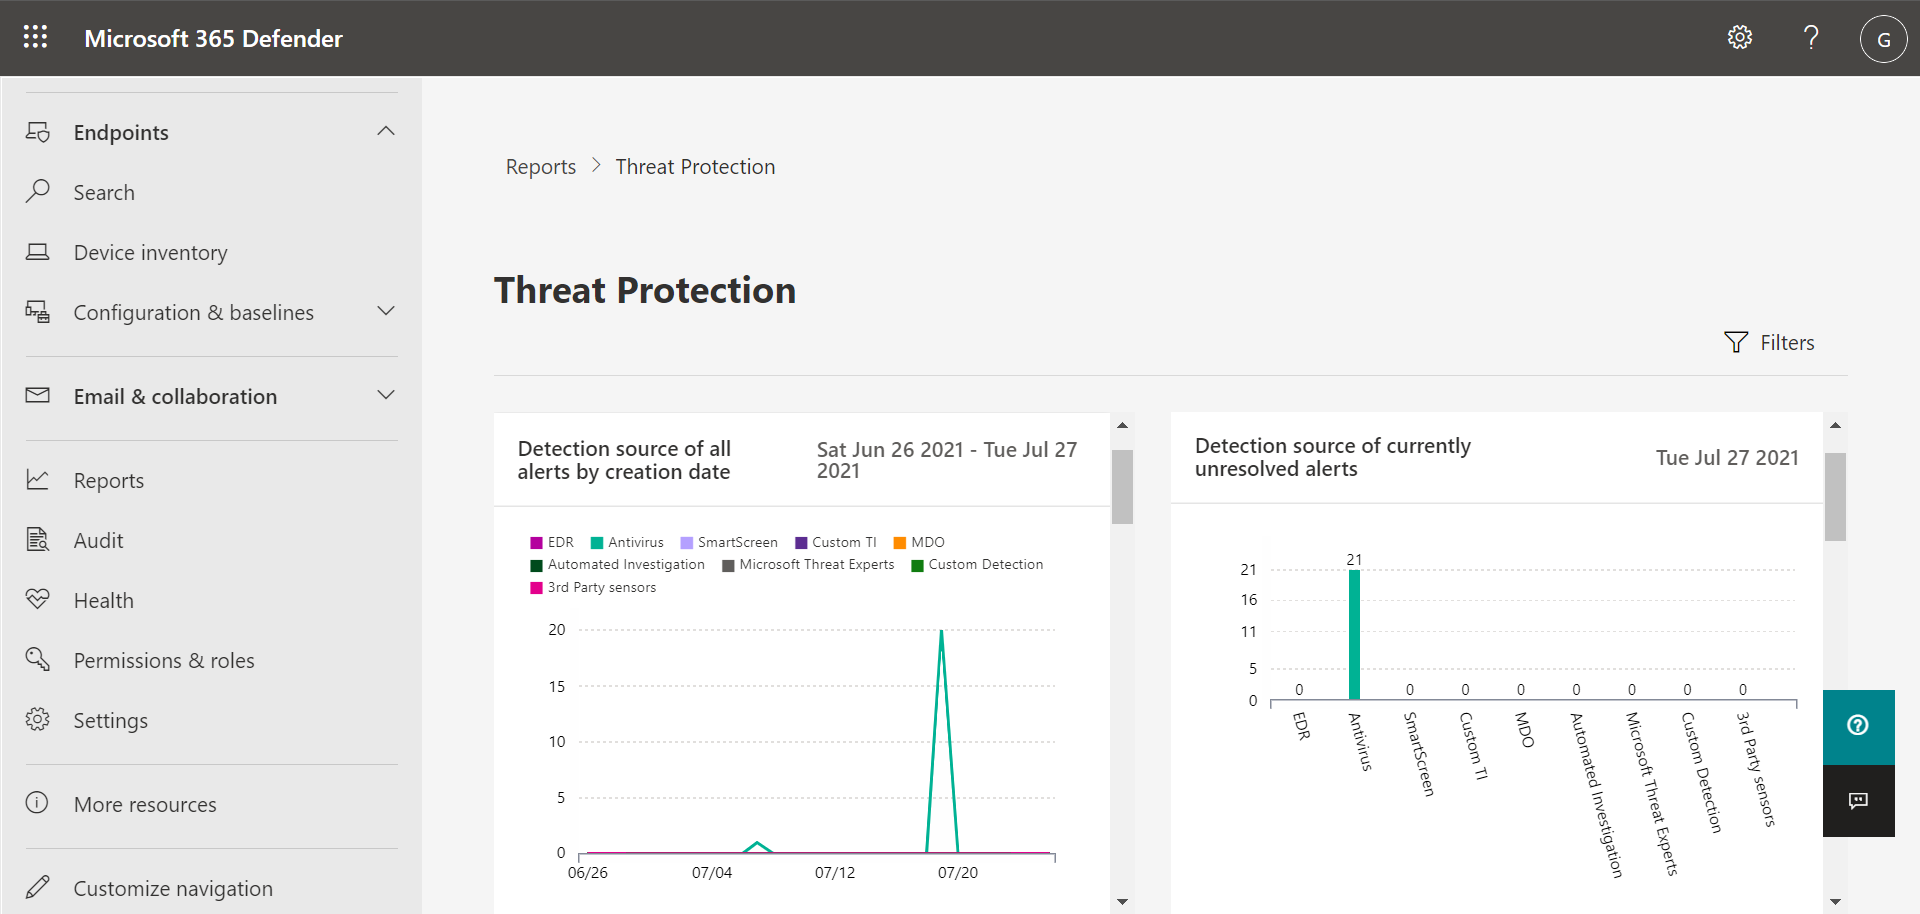 Microsoft 365 Defender
G
Endpoints
Search
Device inventory
Configuration & baselines
Email & collaboration
Reports
Audit
Health
Permissions & roles
Settings
More resources
Customize navigation
Reports > Threat Protection
Threat Protection
Filters
Detection source of all
alerts by creation date
Sat Jun 26 2021 - Tue Jul 27
2021
EDR Antivirus SmartScreen Custom TI MDO
Automated Investigation Microsoft Threat Experts Custom Detection
3rd Party sensors
20
15
10
5
0
06/26 07/04 07/12 07/20
Detection source of currently
unresolved alerts
Tue Jul 27 2021
21
21
16
11
5
0 0 0 0 0 0 0 0
0
EDR
Antivirus
SmartScreen
Custom TI
MDO
Automated Investigation
Microsoft Threat Experts
Custom Detection
3rd Party sensors